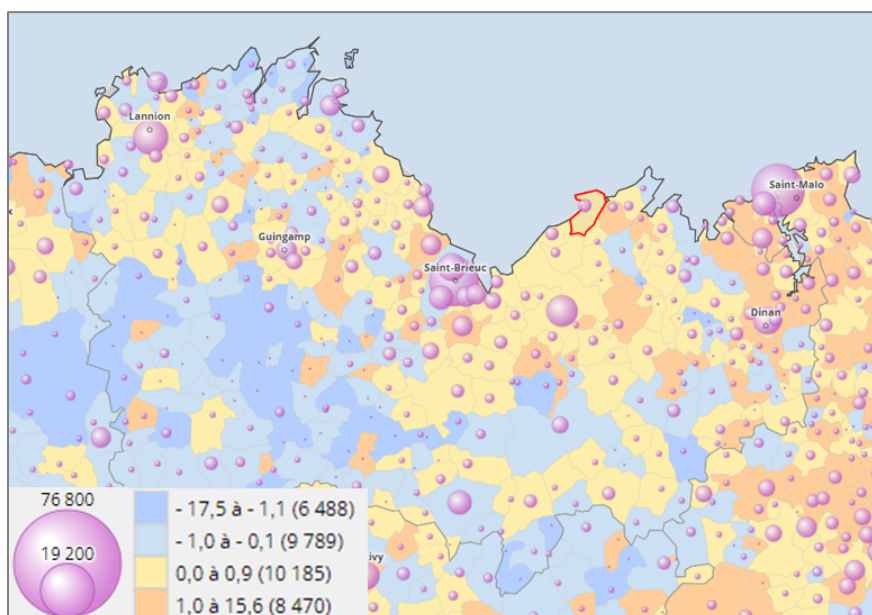 Lannion
Saint-Malo
Guingamp
Saint-Brieuc
Dinan
76 800
19 200
- 17,5 à - 1,1 (6 488)
- 1,0 à - 0,1 (9 789)
0,0 à 0,9 (10 185)
1,0 à 15,6 (8 470)
ivy
x